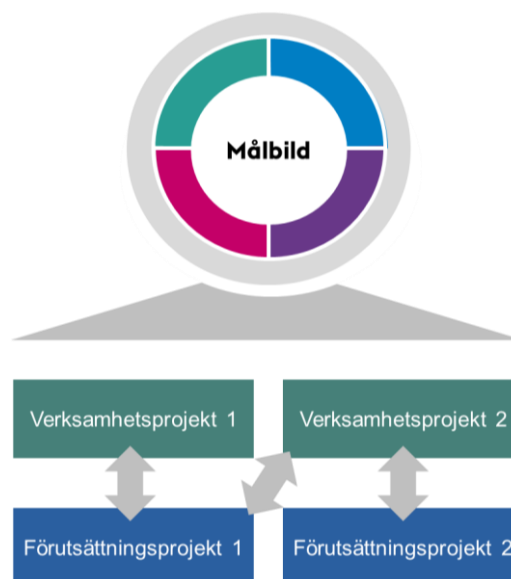 Målbild
Verksamhetsprojekt 1
Verksamhetsprojekt 2
Förutsättningsprojekt 1
Förutsättningsprojekt 2